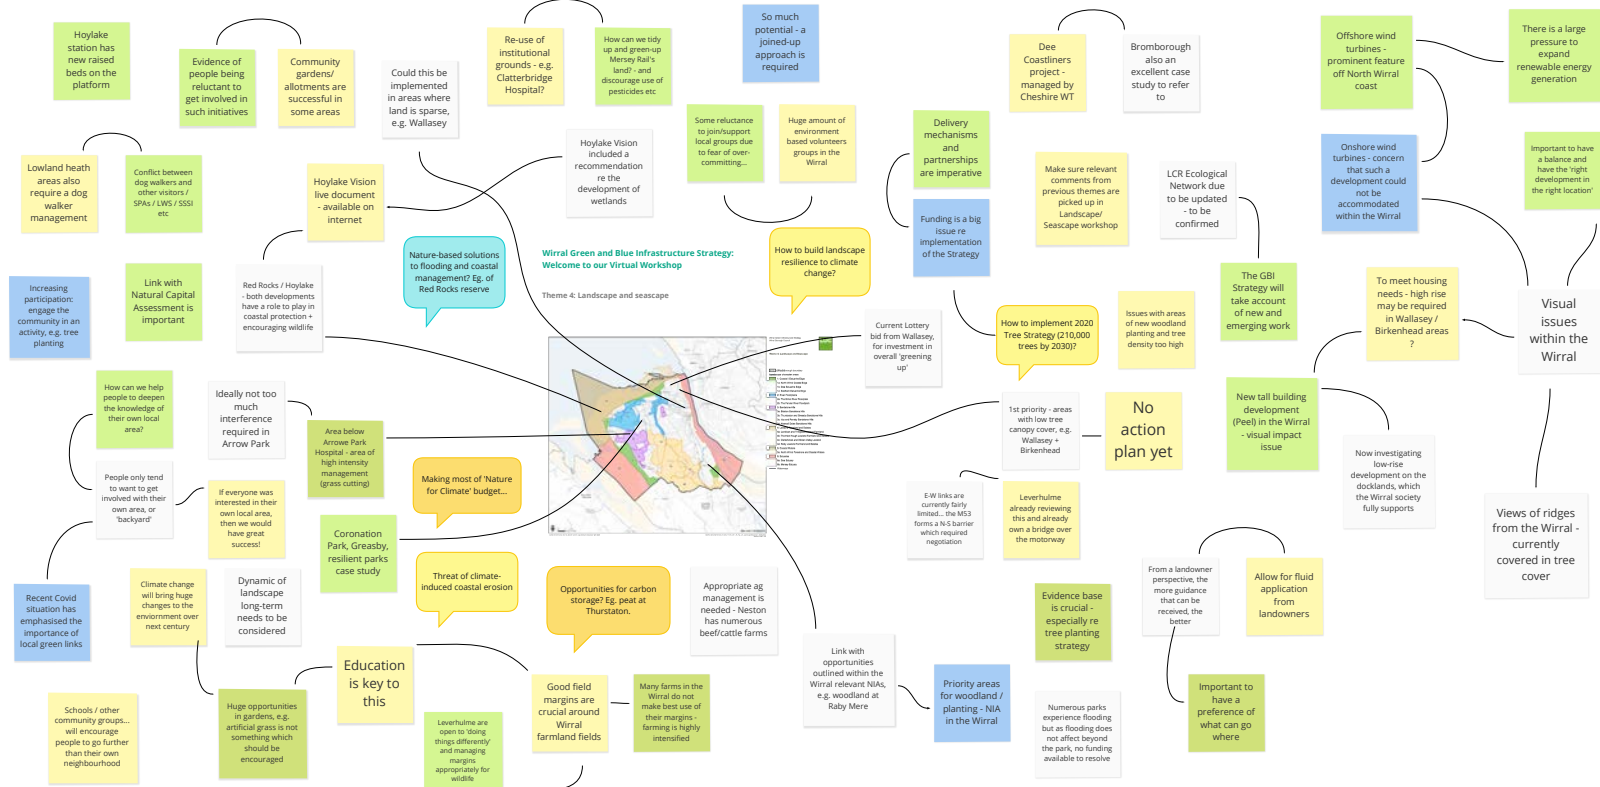 Hoylake
station has
new raised
beds on the
platform
Evidence of
people being
reluctant to
get involved in
such initiatives
Community
gardens/
allotments are
successful in
some areas
Could this be
implemented
in areas where
land is sparse,
e.g. Wallasey
Re-use of
institutional
grounds - e.g.
Clatterbridge
Hospital?
How can we tidy
up and green-up
Mersey Rail's
land? - and
discourage use of
pesticides etc
So much
potential - a
joined-up
approach is
required
Dee
Coastliners
project -
managed by
Cheshire WT
Bromborough
also an
excellent case
study to refer
to
Offshore wind
turbines -
prominent feature
off North Wirral
coast
There is a large
pressure to
expand
renewable energy
generation
Lowland heath
areas also
require a dog
walker
management
Conflict between
dog walkers and
other visitors /
SPAs / LWS / SSSI
etc
Hoylake Vision
live document
- available on
internet
Hoylake Vision
included a
recommendation
re the
development of
wetlands
Some reluctance
to join/support
local groups due
to fear of over-
committing...
Huge amount of
environment
based volunteers
groups in the
Wirral
Delivery
mechanisms
and
partnerships
are imperative
Funding is a big
issue re
implementation
of the Strategy
Make sure relevant
comments from
previous themes are
picked up in
Landscape/
Seascape workshop
LCR Ecological
Network due
to be updated
- to be
confirmed
Onshore wind
turbines - concern
that such a
development could
not be
accommodated
within the Wirral
Important to have
a balance and
have the 'right
development in
the right location'
Increasing
participation:
engage the
community in an
activity, e.g. tree
planting
Link with
Natural Capital
Assessment is
important
Red Rocks / Hoylake
- both developments
have a role to play in
coastal protection +
encouraging wildlife
Nature-based solutions
to flooding and coastal
management? Eg. of
Red Rocks reserve
Wirral Green and Blue Infrastructure Strategy:
Welcome to our Virtual Workshop
Theme 4: Landscape and seascape
How to build landscape
resilience to climate
change?
Current Lottery
bid from Wallasey,
for investment in
overall 'greening
up'
How to implement 2020
Tree Strategy (210,000
trees by 2030)?
Issues with areas
of new woodland
planting and tree
density too high
The GBI
Strategy will
take account
of new and
emerging work
To meet housing
needs - high rise
may be required
in Wallasey /
Birkenhead areas
?
Visual
issues
within the
Wirral
How can we help
people to deepen
the knowledge of
their own local
area?
Ideally not too
much
interference
required in
Arrow Park
Area below
Arrowe Park
Hospital - area of
high intensity
management
(grass cutting)
1st priority - areas
with low tree
canopy cover, e.g.
Wallasey +
Birkenhead
No
action
plan yet
New tall building
development
(Peel) in the Wirral
- visual impact
issue
Now investigating
low-rise
development on the
docklands, which
the Wirral society
fully supports
People only tend
to want to get
involved with their
own area, or
'backyard'
If everyone was
interested in their
own local area,
then we would
have great
success!
Making most of 'Nature
for Climate' budget...
Coronation
Park, Greasby,
resilient parks
case study
E-W links are
currently fairly
limited... the M53
forms a N-S barrier
which required
negotiation
Leverhulme
already reviewing
this and already
own a bridge over
the motorway
Views of ridges
from the Wirral -
currently
covered in tree
cover
Recent Covid
situation has
emphasised the
importance of
local green links
Climate change
will bring huge
changes to the
enviornment over
next century
Dynamic of
landscape
long-term
needs to be
considered
Threat of climate-
induced coastal erosion
Opportunities for carbon
storage? Eg. peat at
Thurstaton.
Appropriate ag
management is
needed - Neston
has numerous
beef/cattle farms
Evidence base
is crucial -
especially re
tree planting
strategy
From a landowner
perspective, the
more guidance
that can be
received, the
better
Allow for fluid
application
from
landowners
Schools / other
community groups...
will encourage
people to go further
than their own
neighbourhood
Huge opportunities
in gardens, e.g.
artificial grass is not
something which
should be
encouraged
Education
is key to
this
Leverhulme are
open to 'doing
things differently'
and managing
margins
appropriately for
wildlife
Good field
margins are
crucial around
Wirral
farmland fields
Many farms in the
Wirral do not
make best use of
their margins -
farming is highly
intensified
Link with
opportunities
outlined within the
Wirral relevant NIAs,
e.g. woodland at
Raby Mere
Priority areas
for woodland /
planting - NIA
in the Wirral
Numerous parks
experience flooding
but as flooding does
not affect beyond
the park, no funding
available to resolve
Important to
have a
preference of
what can go
where